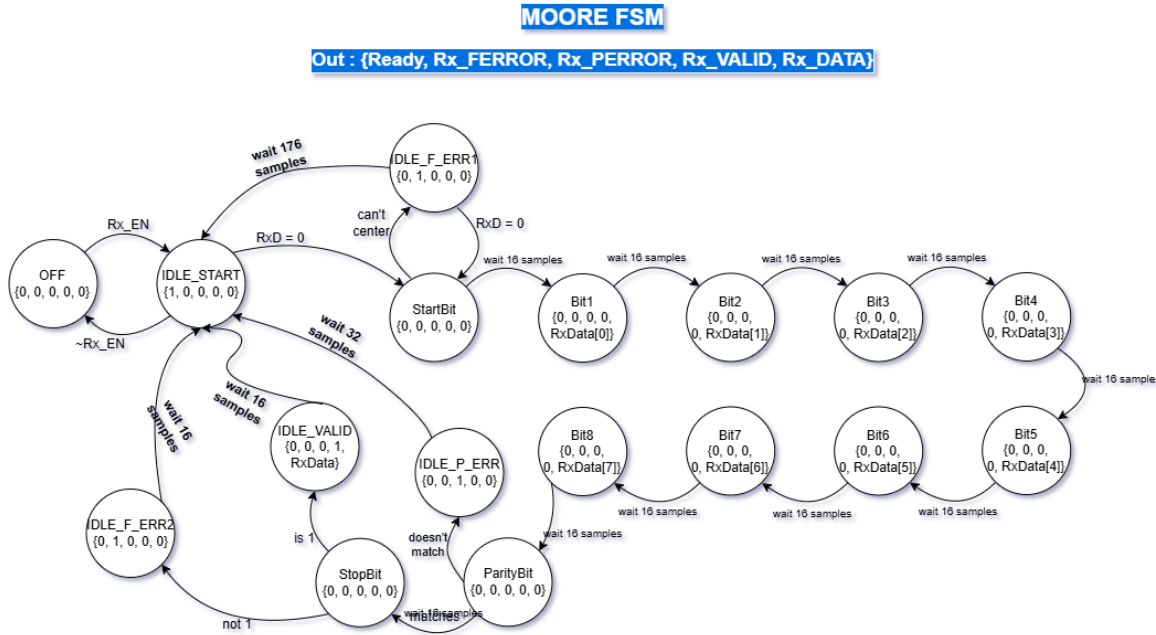 MOORE FSM
Out : {Ready, Rx_FERROR, Rx_PERROR, Rx_VALID, Rx_DATA}
wait 176
samples
IDLE_F_ERR1
{0, 1, 0, 0, 0}
can't
center
RxD = 0
Rx_EN
RxD = 0
OFF
{0, 0, 0, 0, 0}
IDLE_START
{1, 0, 0, 0, 0}
~Rx_EN
StartBit
{0, 0, 0, 0, 0}
wait 16 samples
Bit1
{0, 0, 0, 0,
RxData[0]}
wait 16 samples
Bit2
{0, 0, 0,
0, RxData[1]}
wait 16 samples
Bit3
{0, 0, 0,
0, RxData[2]}
wait 16 samples
Bit4
{0, 0, 0,
0, RxData[3]}
wait 16 sample
Bit5
{0, 0, 0,
0, RxData[4]}
wait 16 samples
Bit6
{0, 0, 0,
0, RxData[5]}
wait 16 samples
Bit7
{0, 0, 0,
0, RxData[6]}
wait 16 samples
Bit8
{0, 0, 0,
0, RxData[7]}
wait 16 samples
ParityBit
{0, 0, 0, 0, 0}
doesn't
match
IDLE_P_ERR
{0, 0, 1, 0, 0}
wait 32
samples
wait 16 samples
matches
StopBit
{0, 0, 0, 0, 0}
is 1
IDLE_VALID
{0, 0, 0, 1,
RxData}
wait 16
samples
not 1
IDLE_F_ERR2
{0, 1, 0, 0, 0}
wait 16
samples